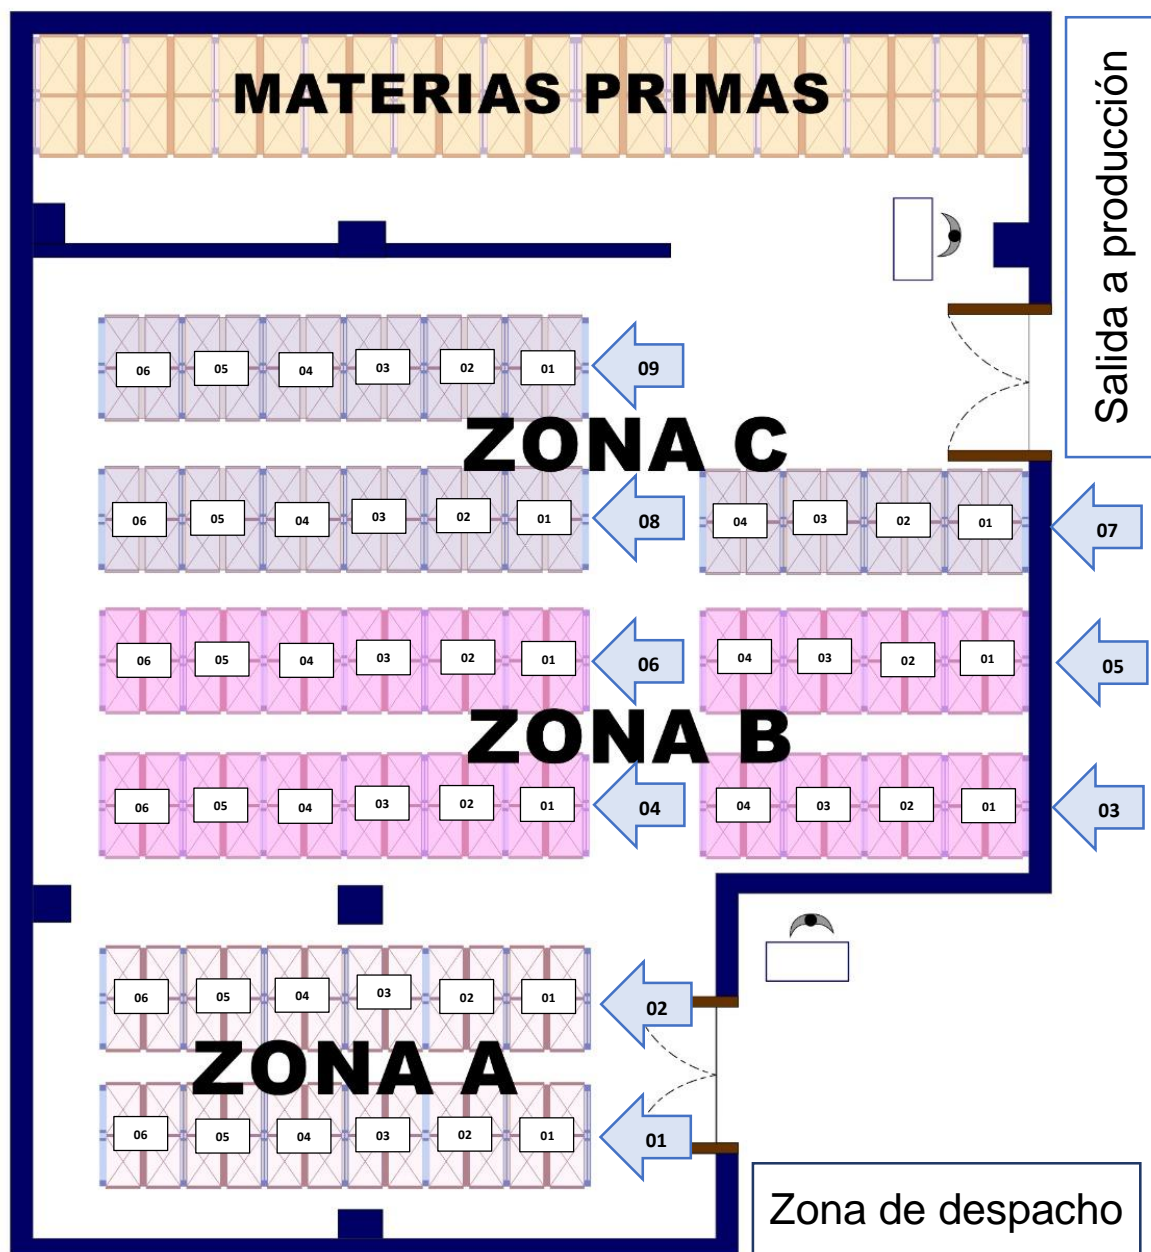 MATERIAS PRIMAS
Salida a producción
06 05 04 03 02 01 09
ZONA C
06 05 04 03 02 01 08 04 03 02 01 07
06 05 04 03 02 01 06 04 03 02 01 05
ZONA B
06 05 04 03 02 01 04 04 03 02 01 03
06 05 04 03 02 01 02
ZONA A
06 05 04 03 02 01 01
Zona de despacho